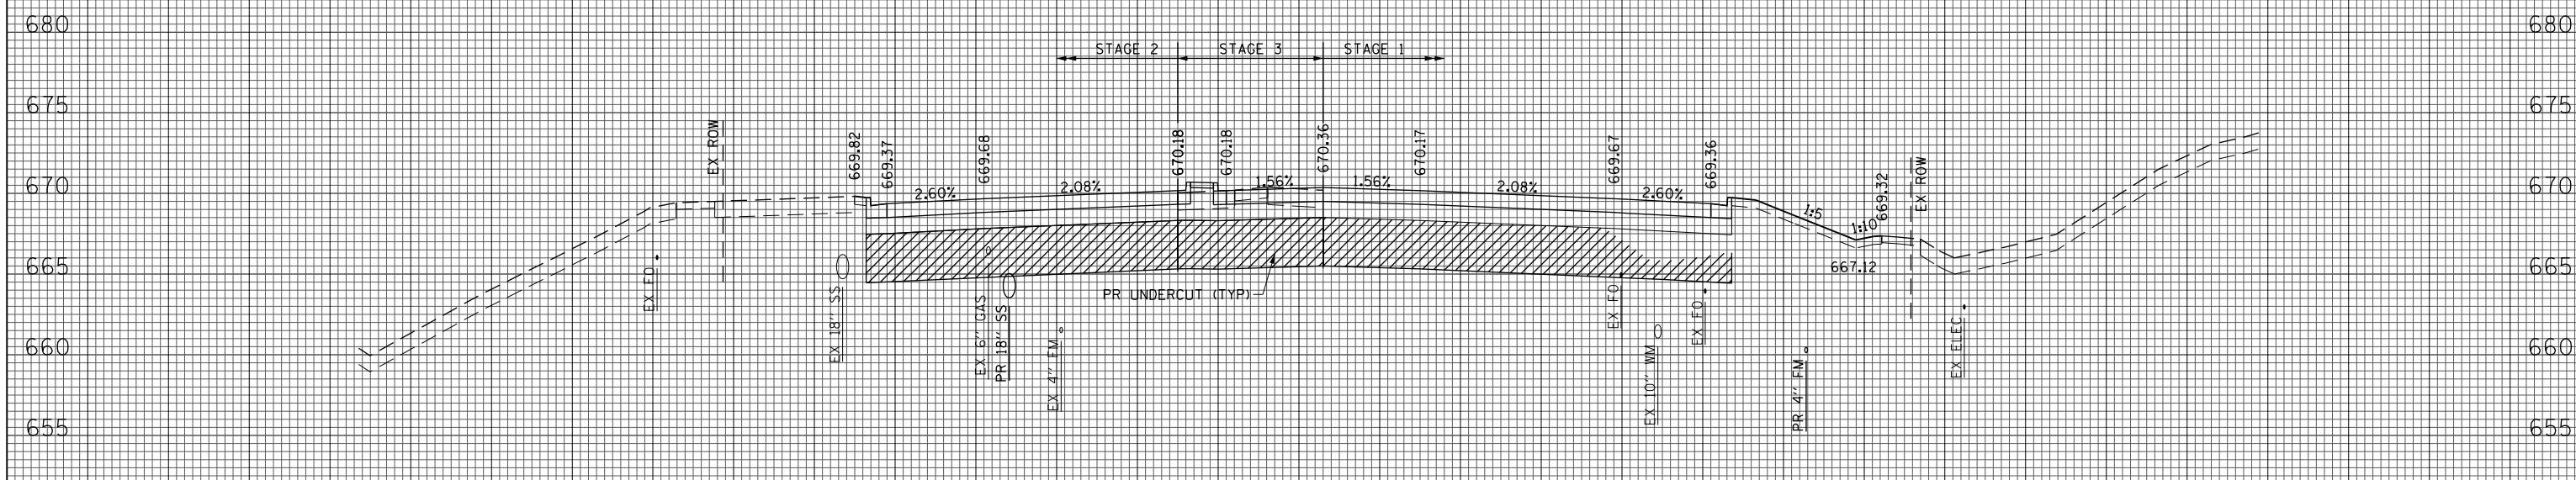 680
680
STAGE 2
STAGE 3
STAGE 1
675
675
EX ROW
669.82
669.37
669.68
670.18
670.18
670.36
670.17
669.67
669.36
669.32
EX ROW
670
670
2.60%
2.08%
1.56%
1.56%
2.08%
2.60%
1:5
1:10
665
665
667.12
EX FO
EX 18" SS
EX 6" GAS
PR 18" SS
EX 4" FM
PR UNDERCUT (TYP)
EX FO
EX 10" WM
EX FO
PR 4" FM
EX ELEC
660
660
655
655